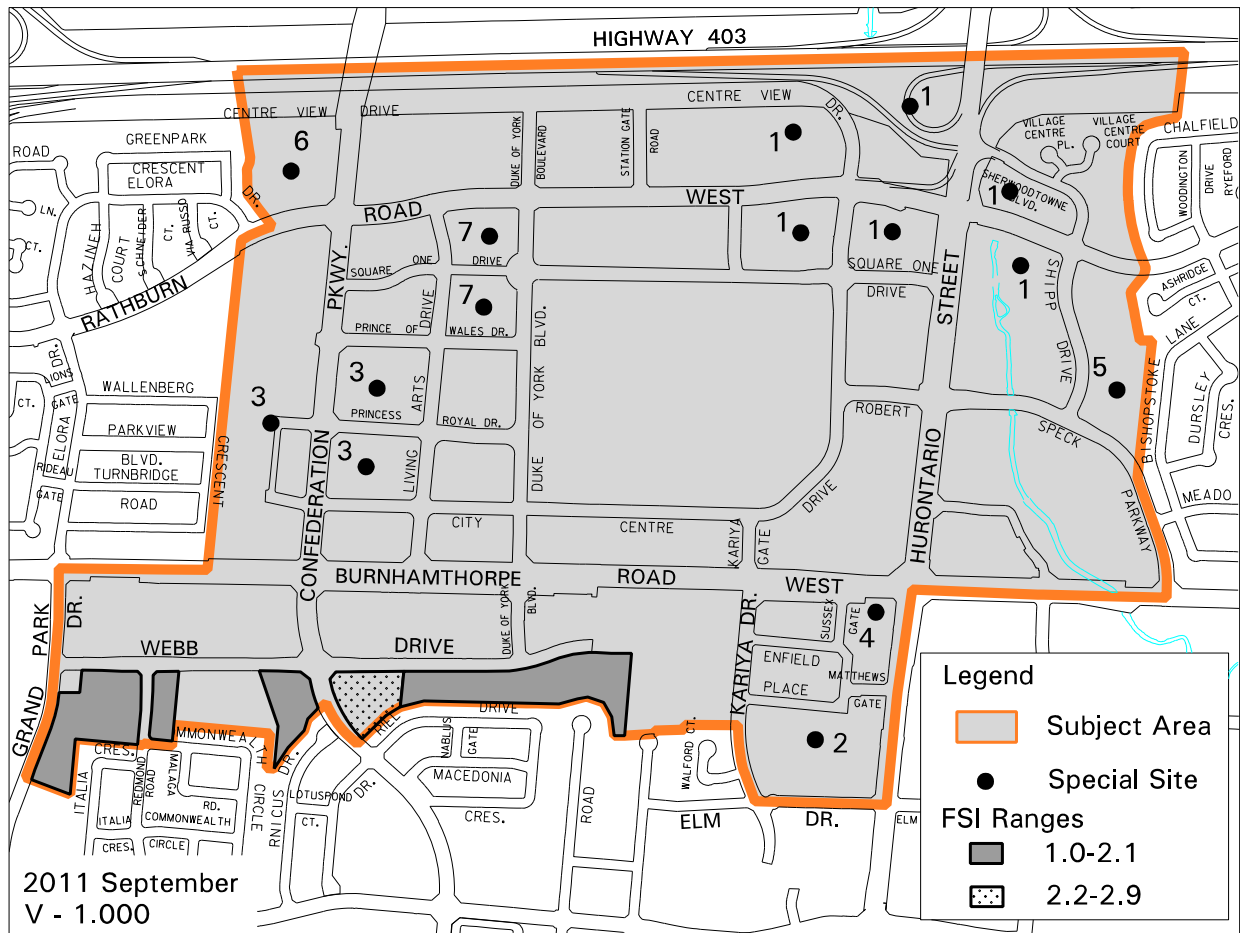 HIGHWAY 403
CENTRE VIEW DRIVE
CENTRE VIEW
DR.
1
6
1
GREENPARK
ROAD
CRESCENT
ELORA
DR.
DUKE OF YORK
BOULEVARD
STATION GATE
ROAD
VILLAGE
CENTRE
PL.
VILLAGE
CENTRE
COURT
CHALFIELD
WOODINGTON
DRIVE
RYEFORD
SHERWOODTOWNE
BLVD.
1
LN.
CT.
HAZINEH
COURT
SCHNEIDER
CT.
VIA RUSSO
CT.
ROAD
WEST
7
1
1
SQUARE ONE
DRIVE
SQUARE ONE
DRIVE
RATHBURN
PKWY.
STREET
SHIPP
DRIVE
1
ASHRIDGE
CT.
LANE
7
PRINCE OF
WALES DR.
DRIVE
DUKE OF YORK BLVD.
LIONS
DR.
GATE
CT.
ELORA
WALLENBERG
PARKVIEW
BLVD.
TURNBRIDGE
ROAD
RIDEAU
GATE
CRESCENT
3
3
3
PRINCESS
ROYAL DR.
ARTS
LIVING
CONFEDERATION
5
ROBERT
SPECK
PARKWAY
BISHOPSTOKE
DURSLEY
CRES.
MEADO
DRIVE
HURONTARIO
CITY
CENTRE
KARIYA
GATE
BURNHAMTHORPE
ROAD
WEST
GRAND
PARK
DR.
WEBB
DRIVE
DUKE OF YORK
BLVD.
KARIYA
DR.
SUSSEX
GATE
4
ENFIELD
PLACE
MATTHEWS
GATE
2
CRES.
ITALIA
REDMOND
ROAD
MALAGA
RD.
MMONWEALTH
DR.
ITALIA
COMMONWEALTH
CRES.
CIRCLE
CIRCLE
LOTUSPOND
CT.
DR.
RIEL
DRIVE
NABLUS
GATE
MACEDONIA
CRES.
ROAD
WALFORD CT.
ELM
DR.
ELM
Legend
Subject Area
Special Site
FSI Ranges
1.0-2.1
2.2-2.9
2011 September
V - 1.000